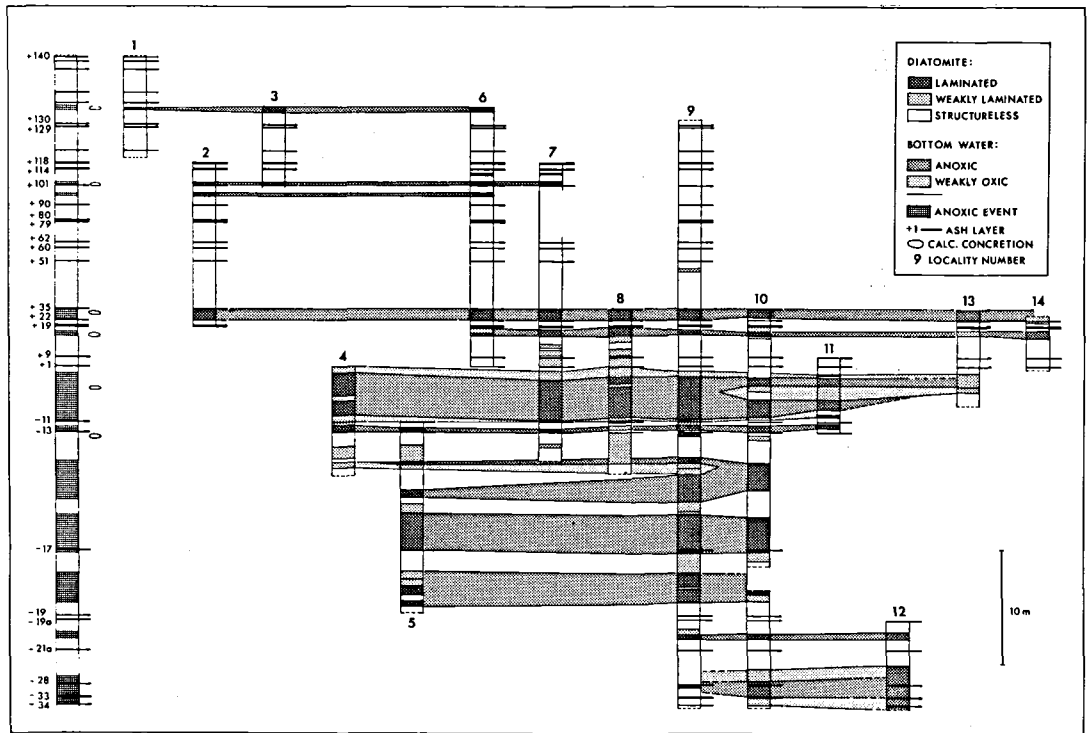 +140
+130
+129
+118
+114
+101
+90
+80
+79
+62
+60
+51
+35
+22
+19
+9
+1
-11
-13
-17
-19
-19a
-28
-33
-34
1
2
3
4
5
6
7
8
9
10
11
12
13
14
DIATOMITE:
LAMINATED
WEAKLY LAMINATED
STRUCTURELESS
BOTTOM WATER:
ANOXIC
WEAKLY OXIC
ANOXIC EVENT
+1 ASH LAYER
CALC. CONCRETION
9 LOCALITY NUMBER
10 m